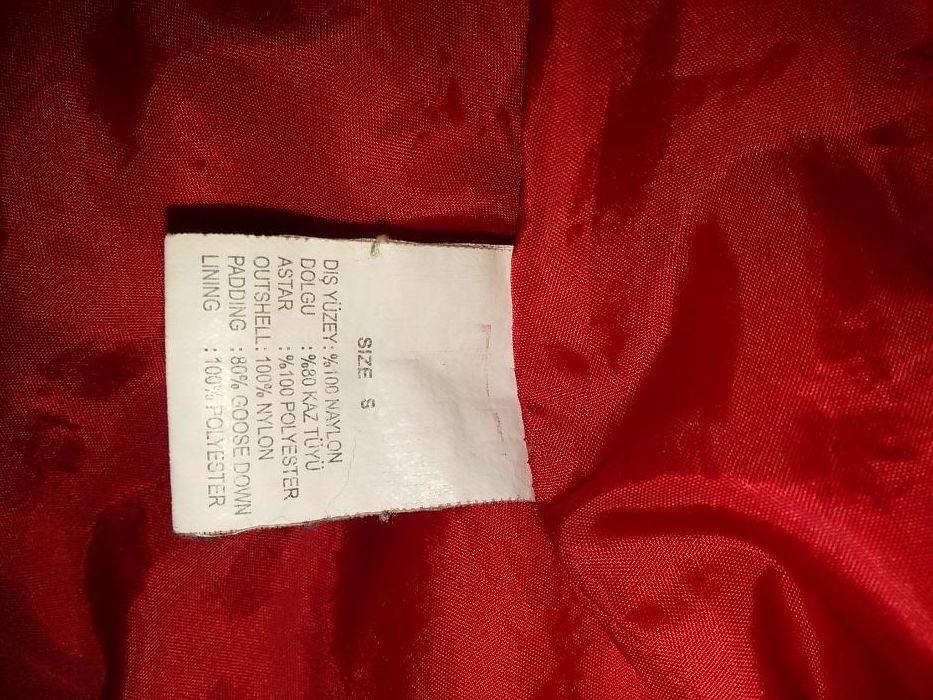 SIZE S
DIŞ YÜZEY : %100 NAYLON
DOLGU : %80 KAZ TÜYÜ
ASTAR : %100 POLYESTER
OUTSHELL : 100% NYLON
PADDING : 80% GOOSE DOWN
LINING : 100% POLYESTER